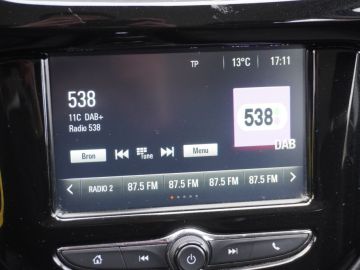 TP 13°C 17:11
538
11C DAB+
Radio 538
538
DAB
Bron Tune Menu
RADIO 2 87.5 FM 87.5 FM 87.5 FM 87.5 FM